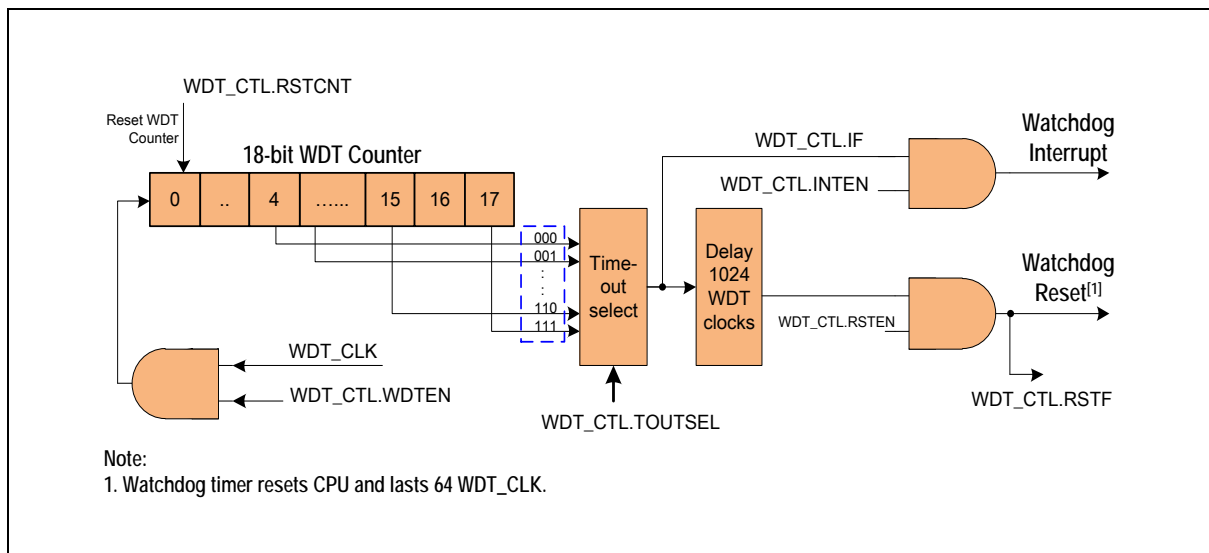 WDT_CTL.RSTCNT
Reset WDT
Counter
18-bit WDT Counter
0 .. 4 …... 15 16 17
000
001
110
111
Time-
out
select
WDT_CTL.TOUTSEL
Delay
1024
WDT
clocks
WDT_CTL.IF
WDT_CTL.INTEN
Watchdog
Interrupt
WDT_CTL.RSTEN
Watchdog
Reset[1]
WDT_CTL.RSTF
WDT_CLK
WDT_CTL.WDTEN
Note:
1. Watchdog timer resets CPU and lasts 64 WDT_CLK.